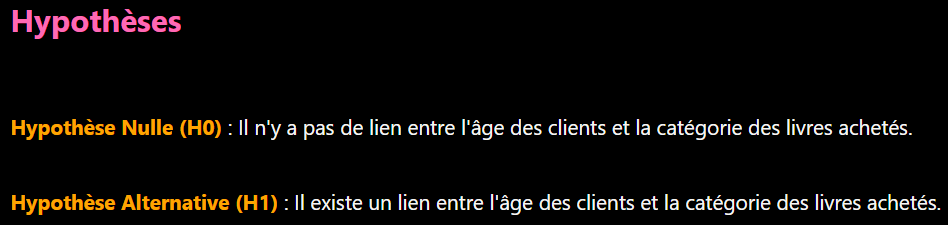 Hypothèses
Hypothèse Nulle (H0) : Il n'y a pas de lien entre l'âge des clients et la catégorie des livres achetés.
Hypothèse Alternative (H1) : Il existe un lien entre l'âge des clients et la catégorie des livres achetés.